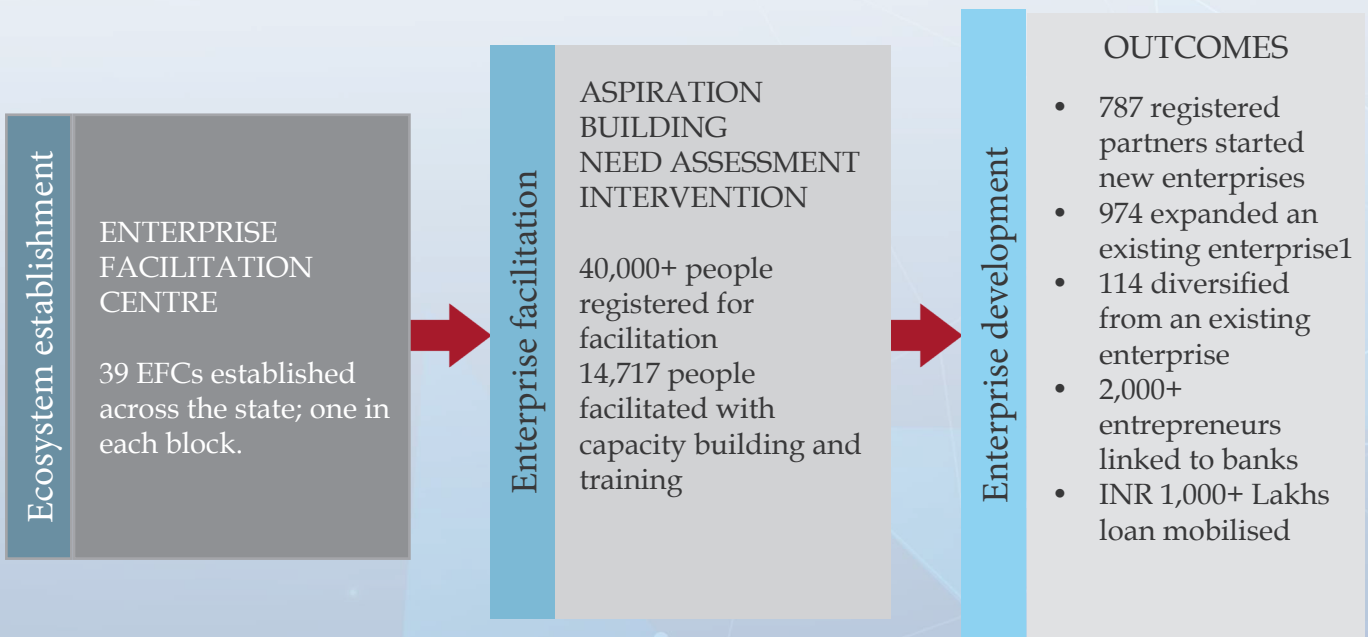 Ecosystem establishment
ENTERPRISE
FACILITATION
CENTRE
39 EFCs established
across the state; one in
each block.
Enterprise facilitation
ASPIRATION
BUILDING
NEED ASSESSMENT
INTERVENTION
40,000+ people
registered for
facilitation
14,717 people
facilitated with
capacity building and
training
Enterprise development
OUTCOMES
• 787 registered
partners started
new enterprises
• 974 expanded an
existing enterprise1
• 114 diversified
from an existing
enterprise
• 2,000+
entrepreneurs
linked to banks
• INR 1,000+ Lakhs
loan mobilised